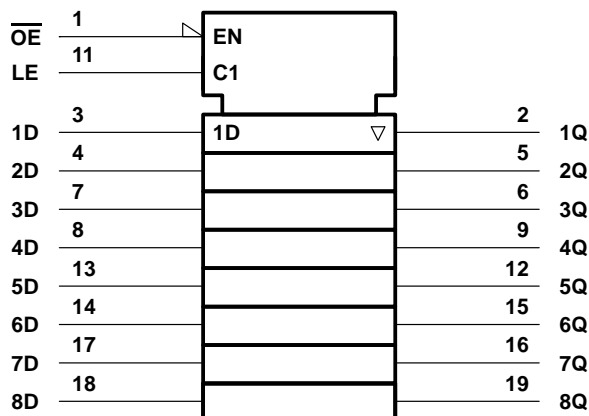 1
OE EN
11
LE C1
3 2
1D 1D 1Q
4 5
2D 2Q
7 6
3D 3Q
8 9
4D 4Q
13 12
5D 5Q
14 15
6D 6Q
17 16
7D 7Q
18 19
8D 8Q